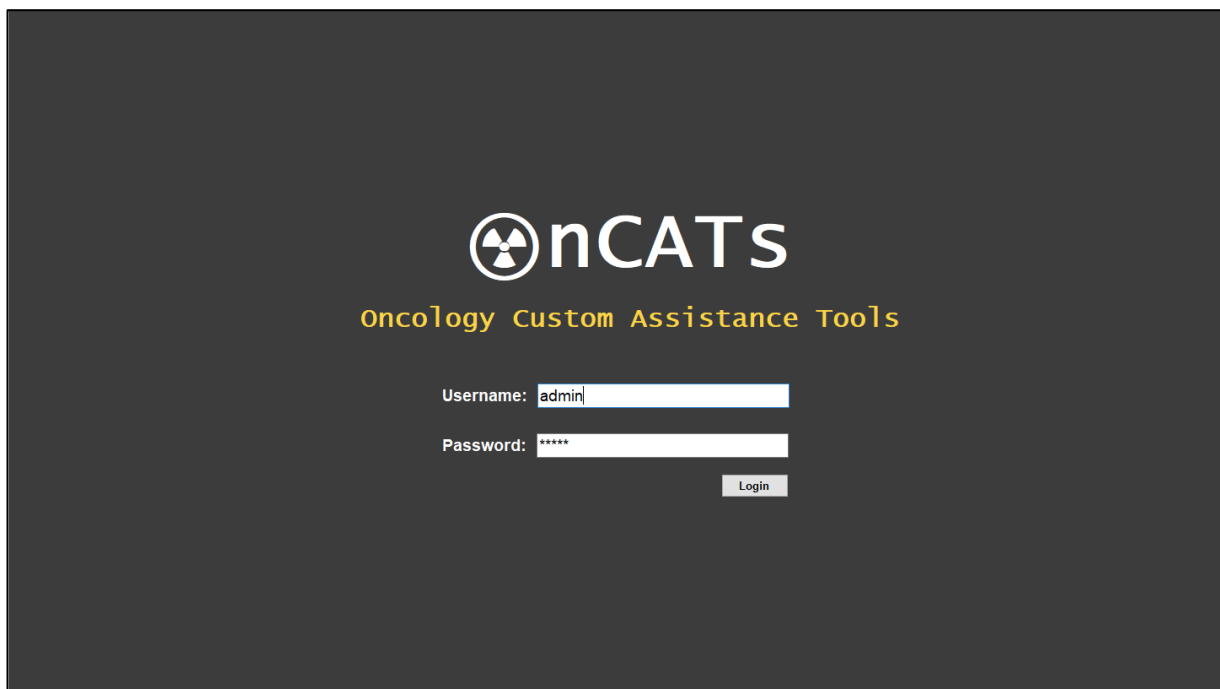 OnCATs
Oncology Custom Assistance Tools
Username: admin
Password: *****
Login